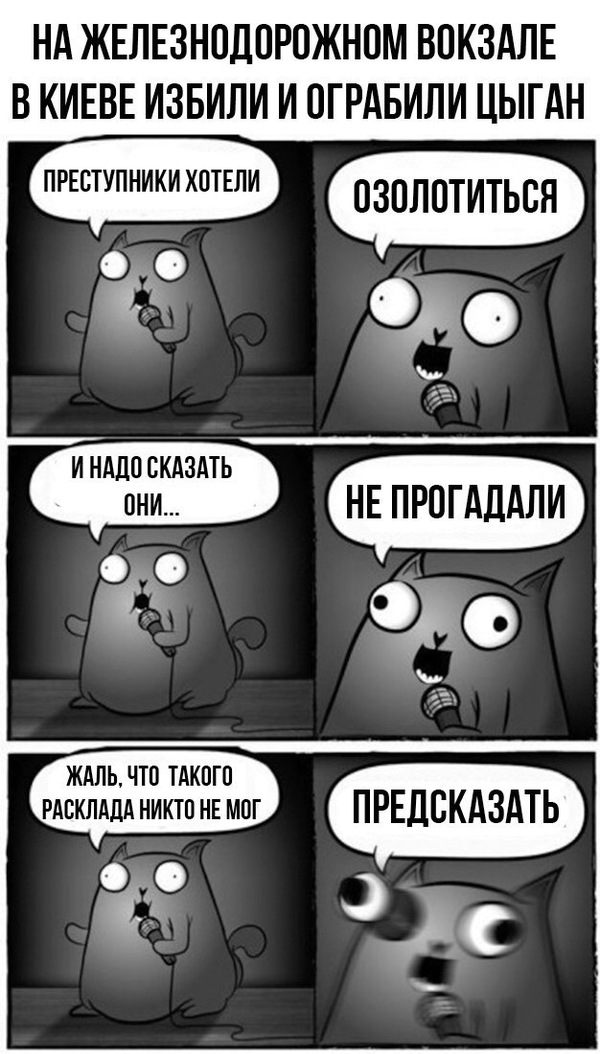 НА ЖЕЛЕЗНОДОРОЖНОМ ВОКЗАЛЕ
В КИЕВЕ ИЗБИЛИ И ОГРАБИЛИ ЦЫГАН
ПРЕСТУПНИКИ ХОТЕЛИ
ОЗОЛОТИТЬСЯ
И НАДО СКАЗАТЬ
ОНИ...
НЕ ПРОГАДАЛИ
ЖАЛЬ, ЧТО ТАКОГО
РАСКЛАДА НИКТО НЕ МОГ
ПРЕДСКАЗАТЬ